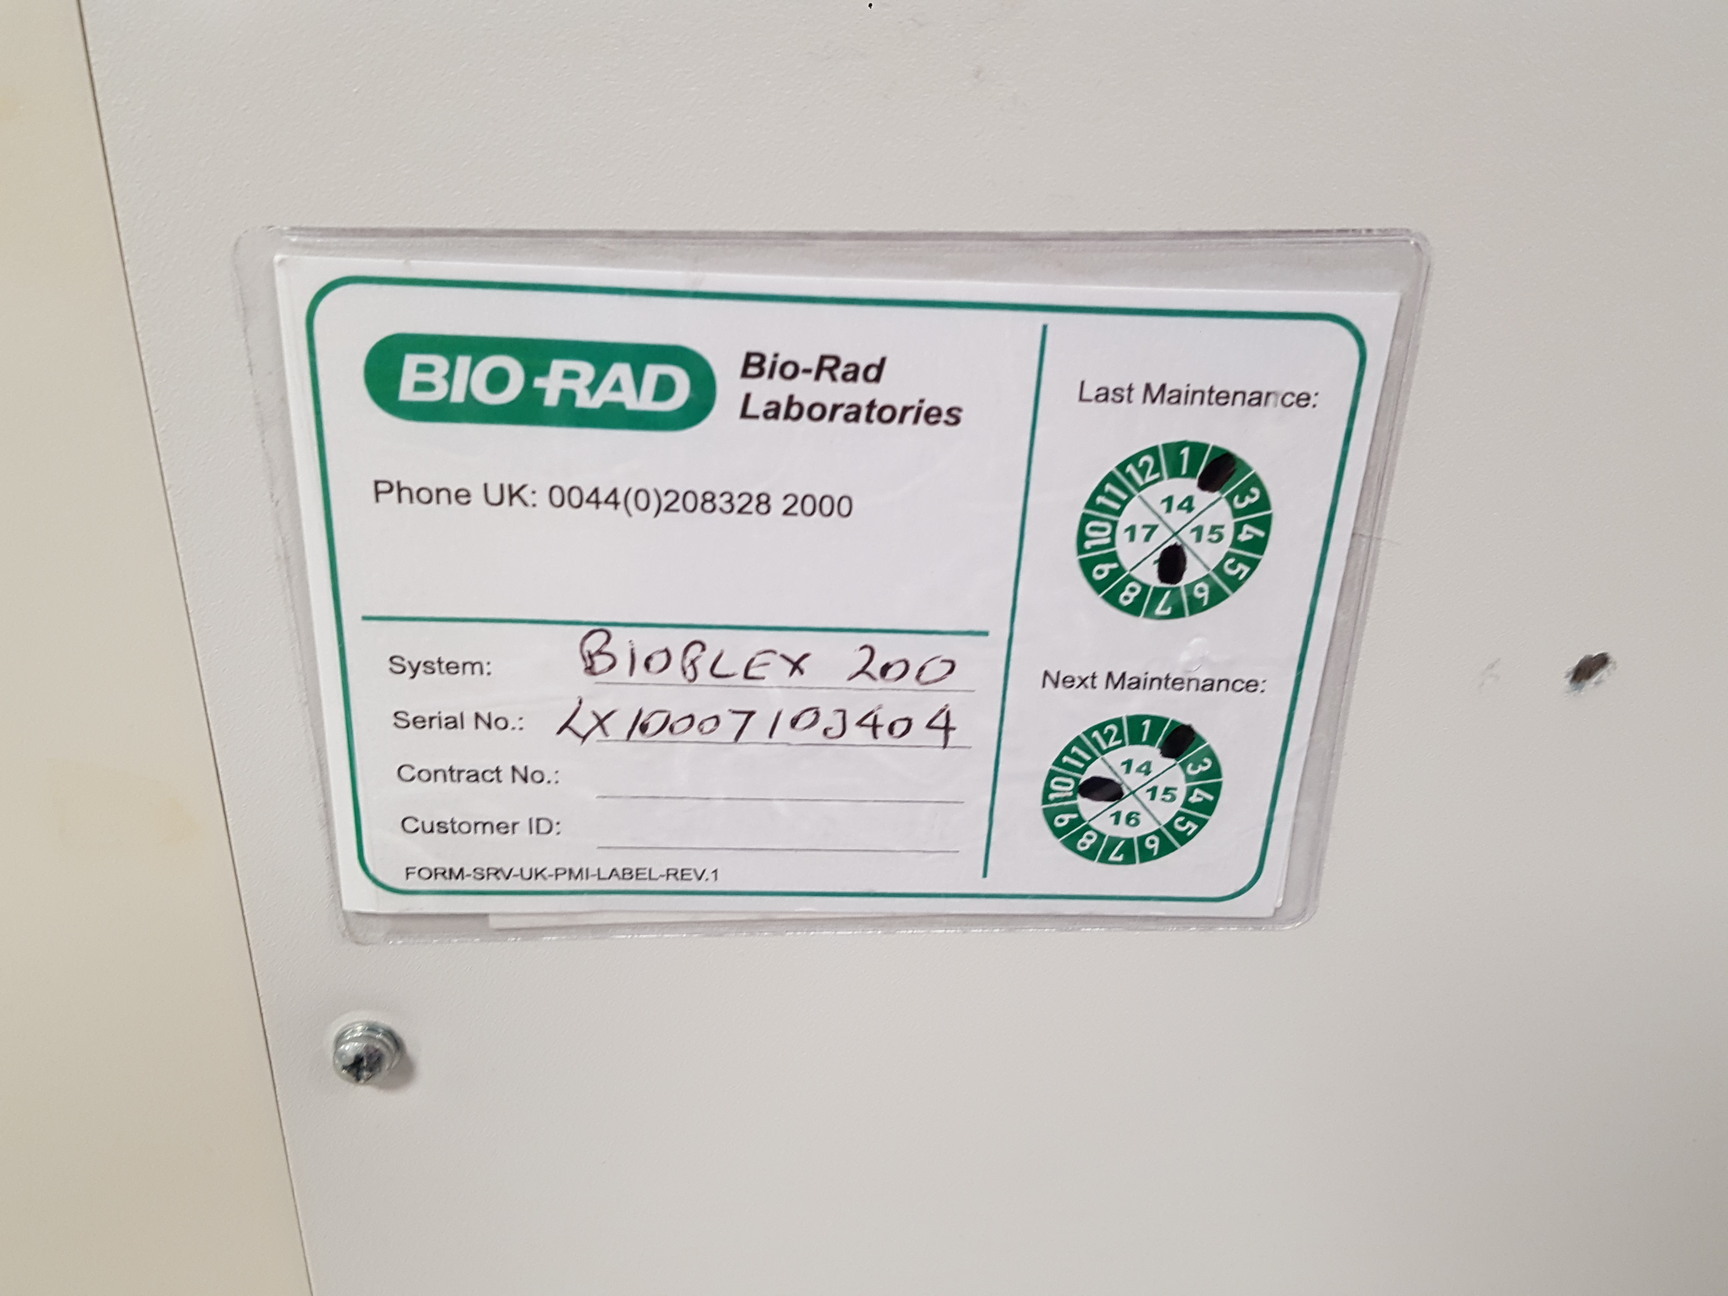 BIO-RAD
Bio-Rad
Laboratories
Phone UK: 0044(0)208328 2000
System: BIOPLEX 200
Serial No.: LX10007103404
Contract No.:
Customer ID:
FORM-SRV-UK-PMI-LABEL-REV.1
Last Maintenance:
12 1 3 4 5 6 7 8 9 10 11
14 15 17
Next Maintenance:
12 1 3 4 5 6 7 8 9 10 11
14 15 16